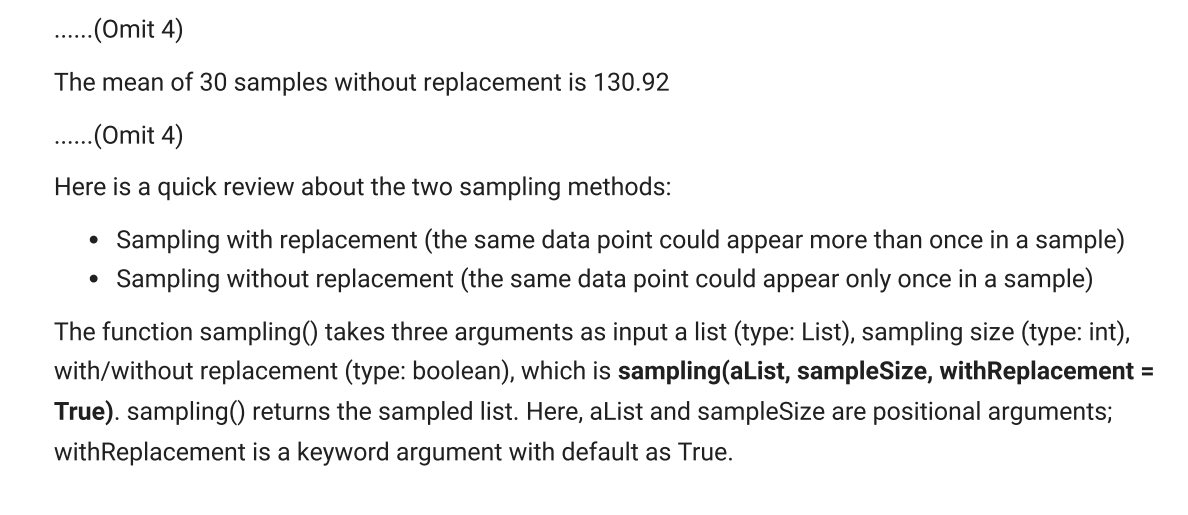 ......(Omit 4)
The mean of 30 samples without replacement is 130.92
......(Omit 4)
Here is a quick review about the two sampling methods:
• Sampling with replacement (the same data point could appear more than once in a sample)
• Sampling without replacement (the same data point could appear only once in a sample)
The function sampling() takes three arguments as input a list (type: List), sampling size (type: int),
with/without replacement (type: boolean), which is sampling(aList, sampleSize, withReplacement =
True). sampling() returns the sampled list. Here, aList and sampleSize are positional arguments;
withReplacement is a keyword argument with default as True.